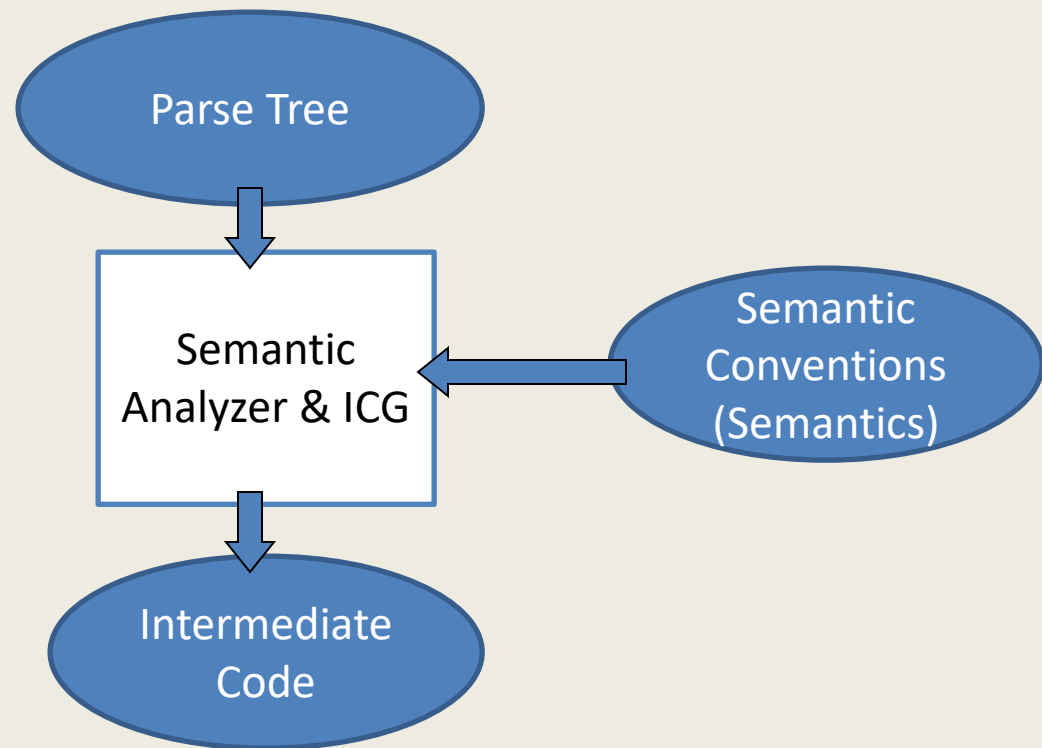 Parse Tree
Semantic
Analyzer & ICG
Semantic
Conventions
(Semantics)
Intermediate
Code